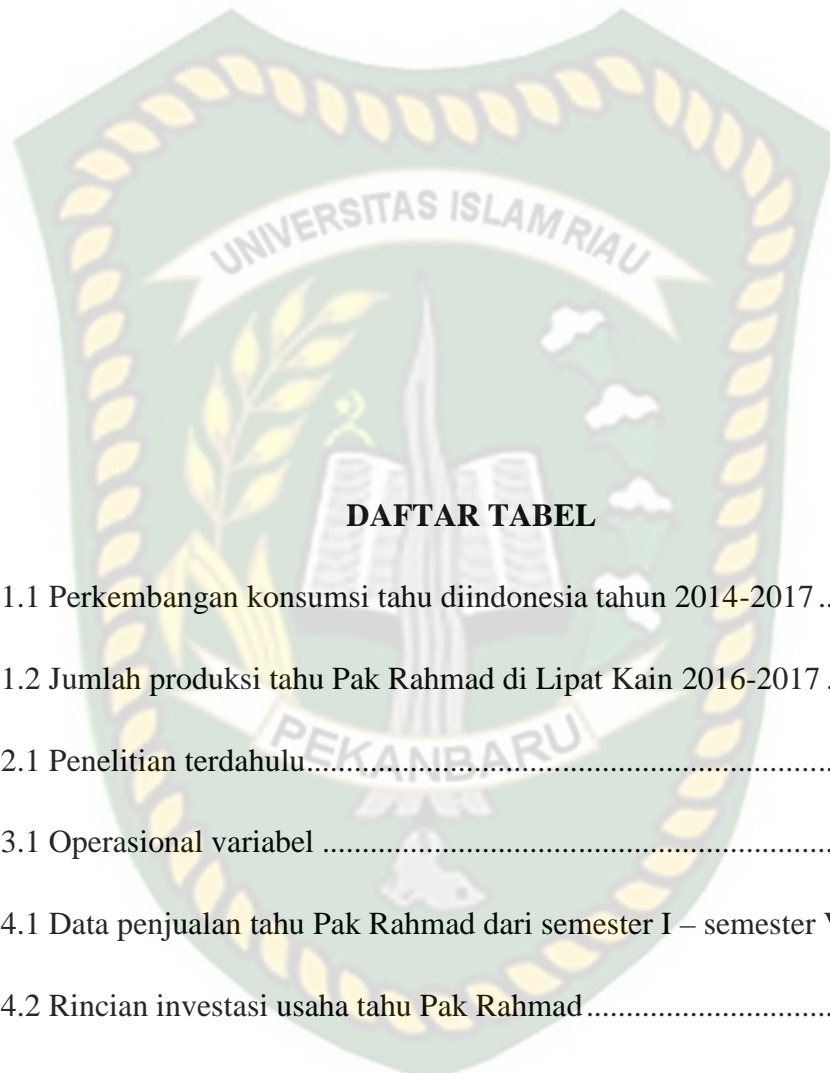 UNIVERSITAS ISLAM RIAU
DAFTAR TABEL
1.1 Perkembangan konsumsi tahu diindonesia tahun 2014-2017 ..
1.2 Jumlah produksi tahu Pak Rahmad di Lipat Kain 2016-2017 .
PEKANBARU
2.1 Penelitian terdahulu................................................................................
3.1 Operasional variabel .............................................................................
4.1 Data penjualan tahu Pak Rahmad dari semester I – semester V
4.2 Rincian investasi usaha tahu Pak Rahmad.....................................